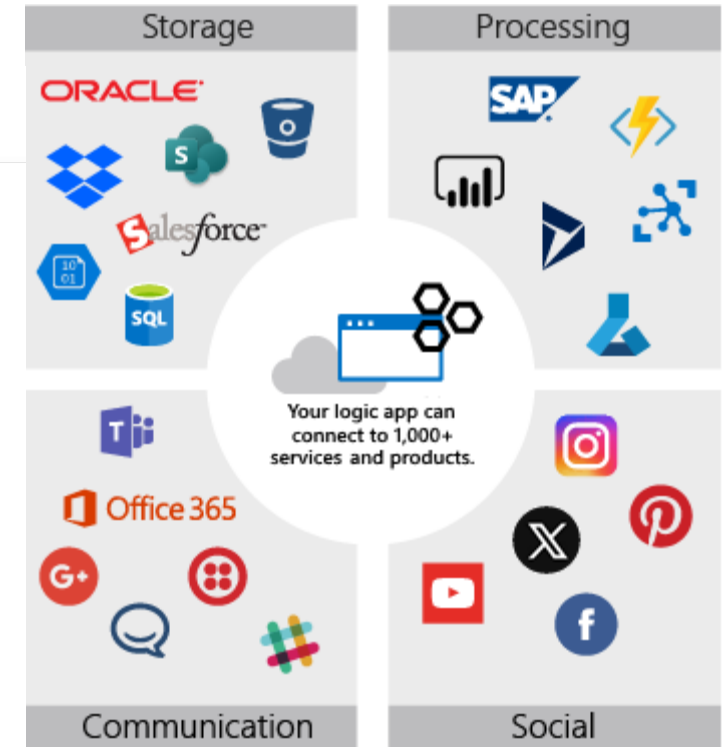 Storage
Processing
ORACLE
SAP
S
Salesforce
10
01
SQL
Your logic app can
connect to 1,000+
services and products.
T
Office 365
G+
X
f
Communication
Social